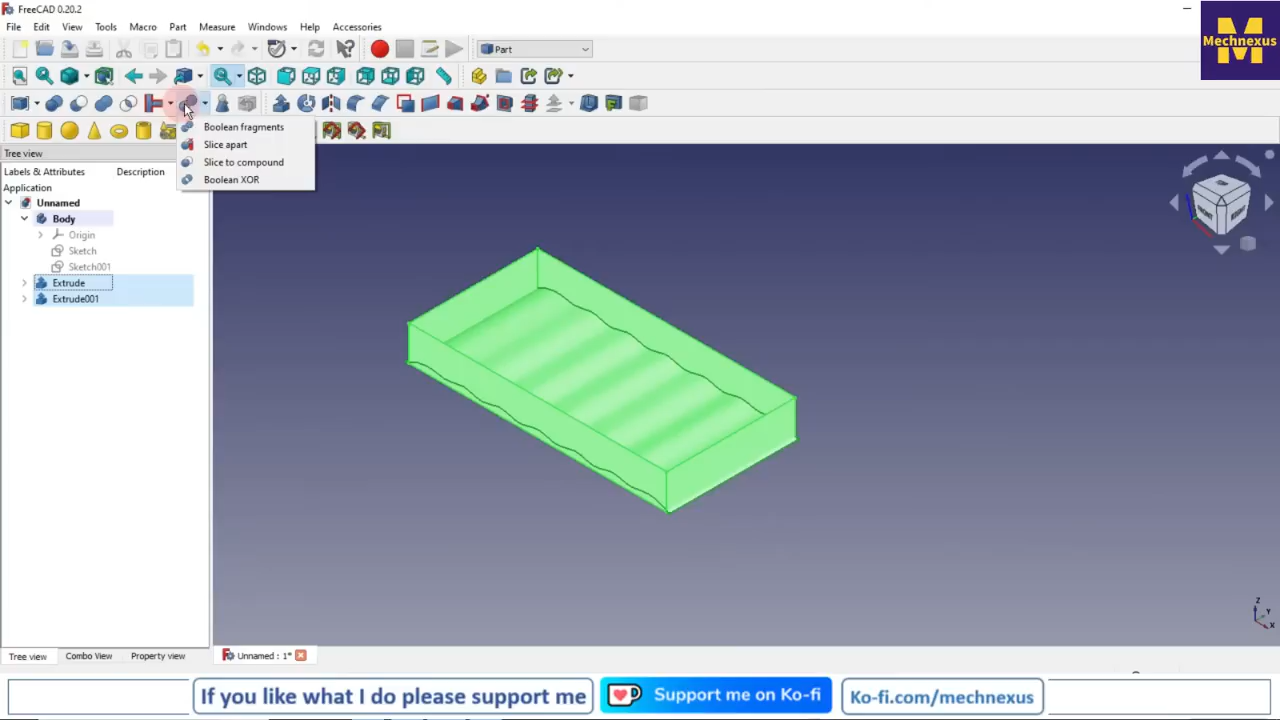 FreeCAD 0.20.2
File Edit View Tools Macro Part Measure Windows Help Accessories
Part
Mechnexus
Boolean fragments
Slice apart
Slice to compound
Boolean XOR
Tree view
Labels & Attributes Description
Application
Unnamed
Body
Origin
Sketch
Sketch001
Extrude
Extrude001
FRONT RIGHT
Z
Y
X
Tree view Combo View Property view
Unnamed : 1*
If you like what I do please support me
Support me on Ko-fi
Ko-fi.com/mechnexus